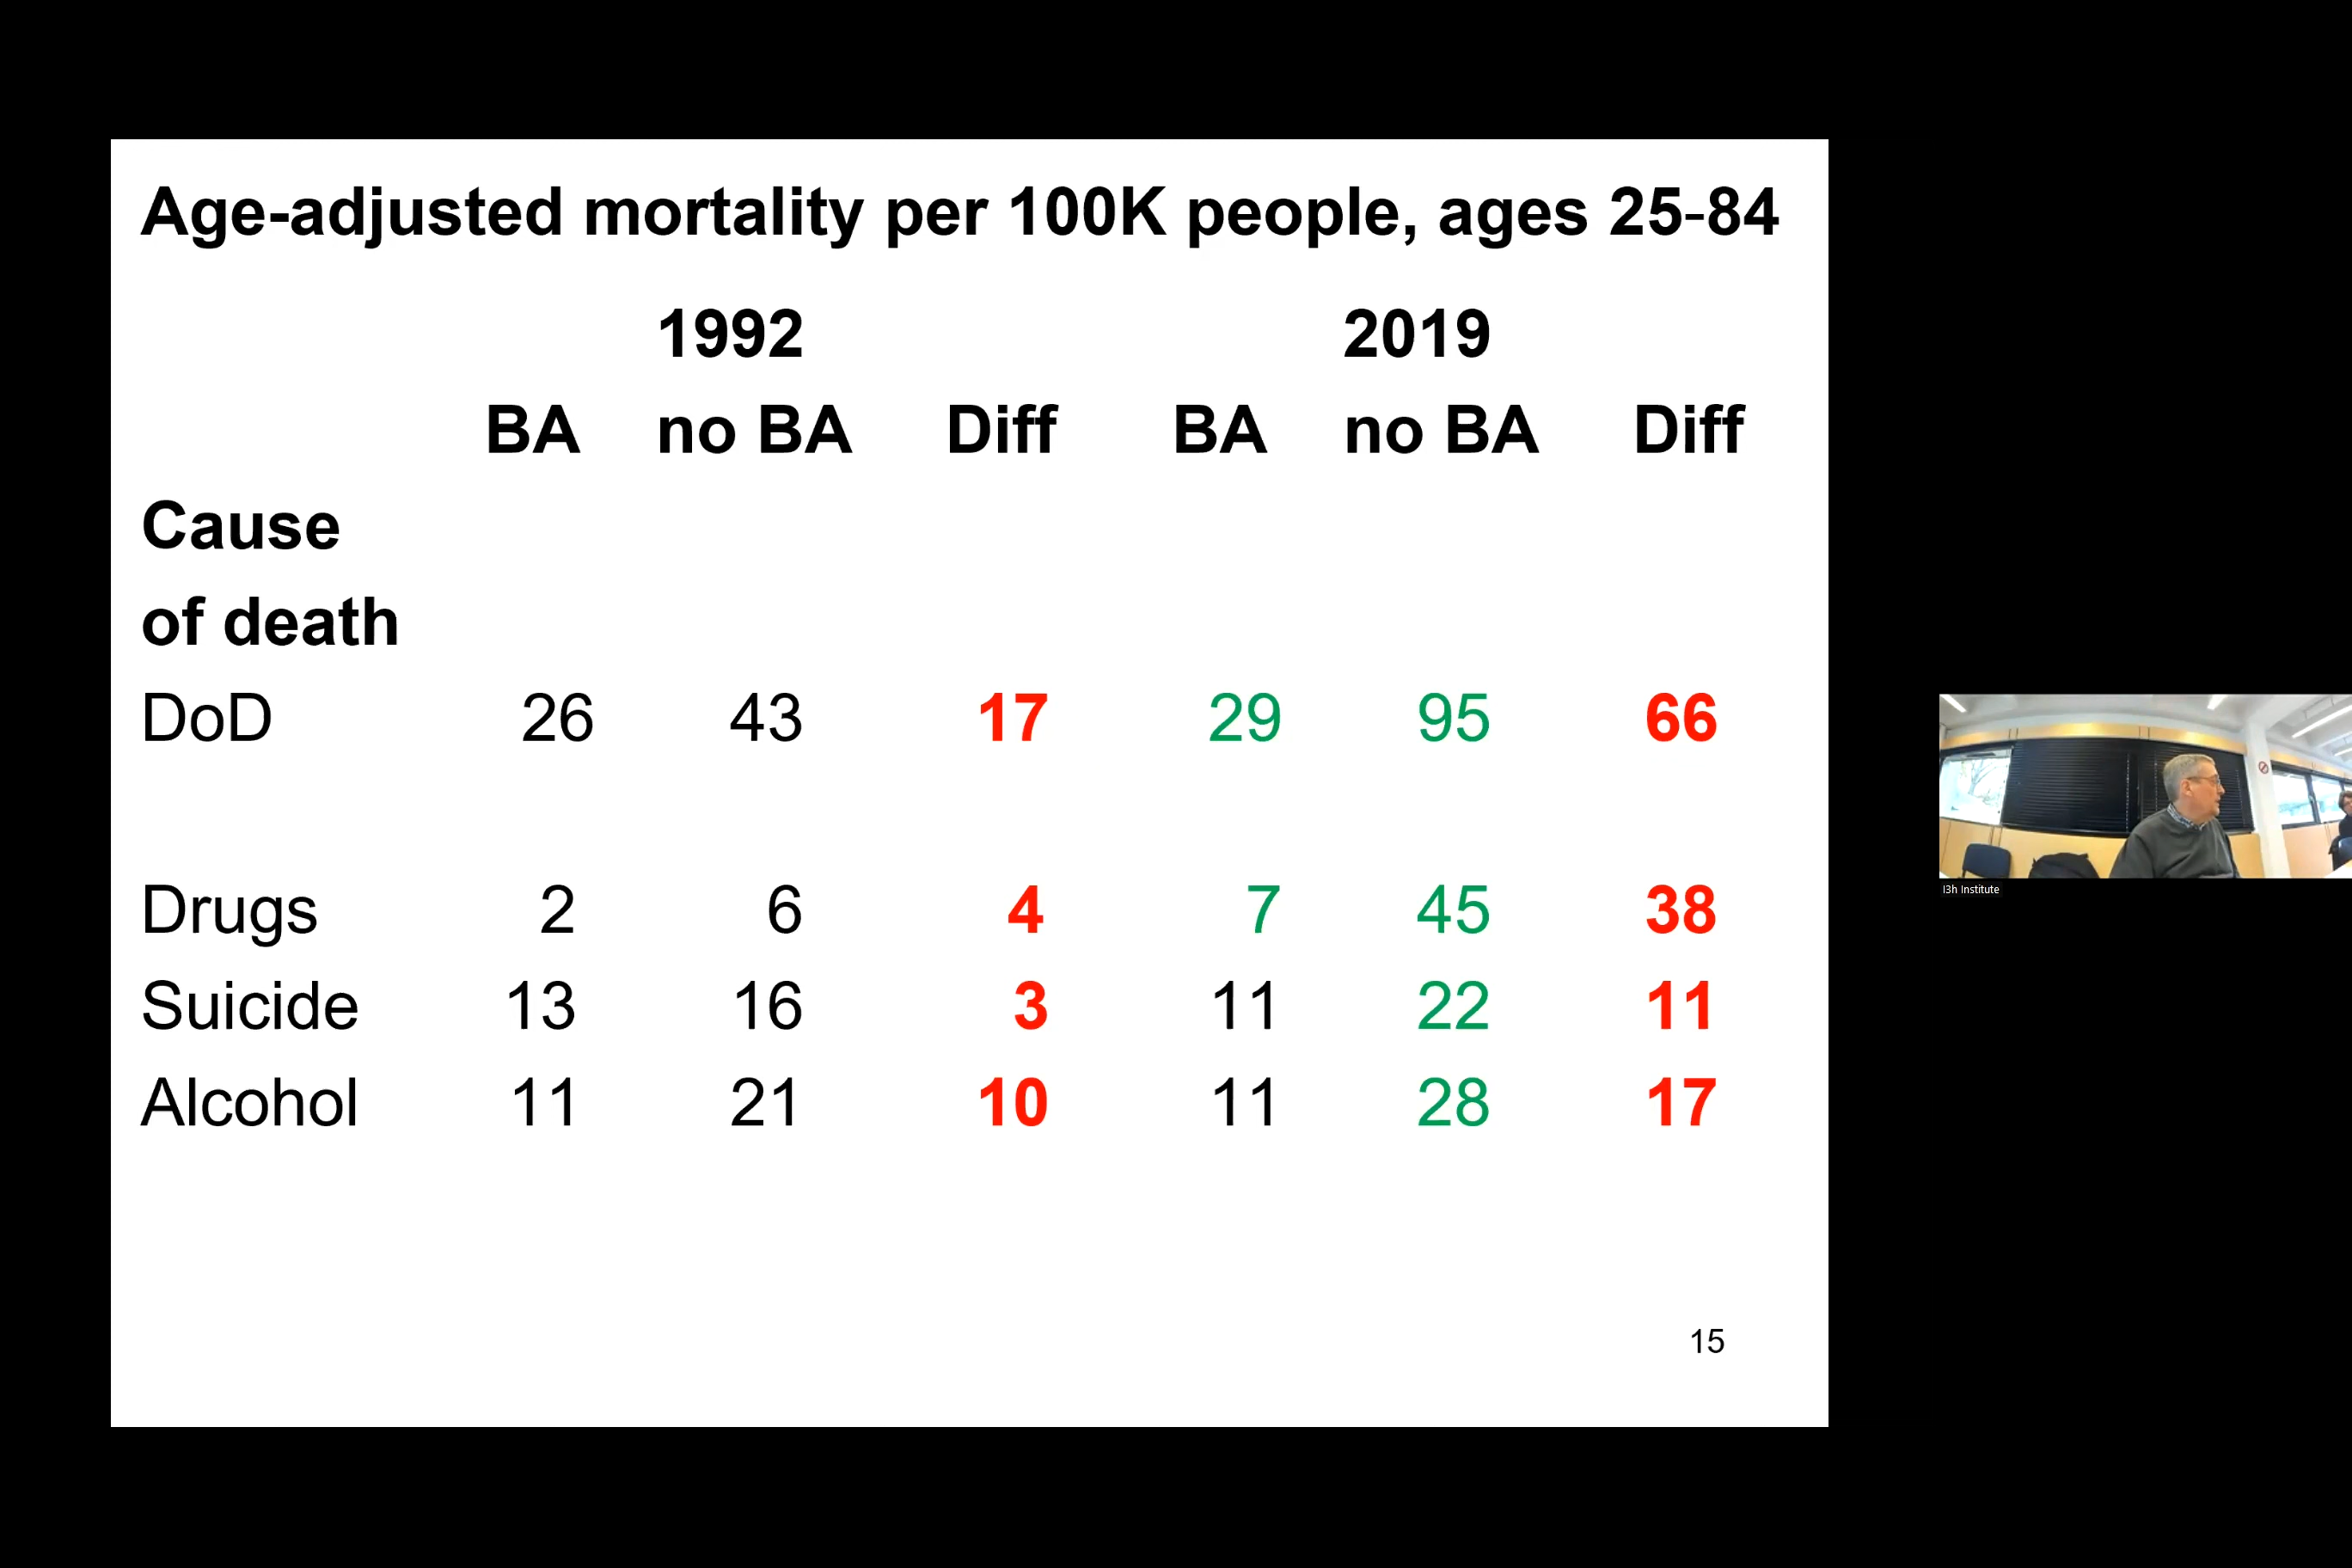 Age-adjusted mortality per 100K people, ages 25-84
1992 2019
BA no BA Diff BA no BA Diff
Cause
of death
DoD 26 43 17 29 95 66
Drugs 2 6 4 7 45 38
Suicide 13 16 3 11 22 11
Alcohol 11 21 10 11 28 17
15
I3h Institute